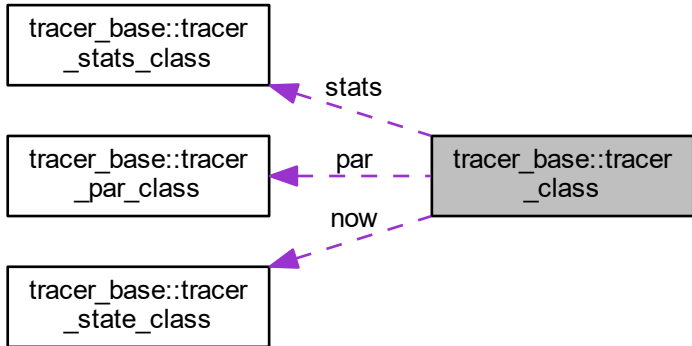 tracer_base::tracer
_stats_class
stats
tracer_base::tracer
_par_class
par
tracer_base::tracer
_class
now
tracer_base::tracer
_state_class